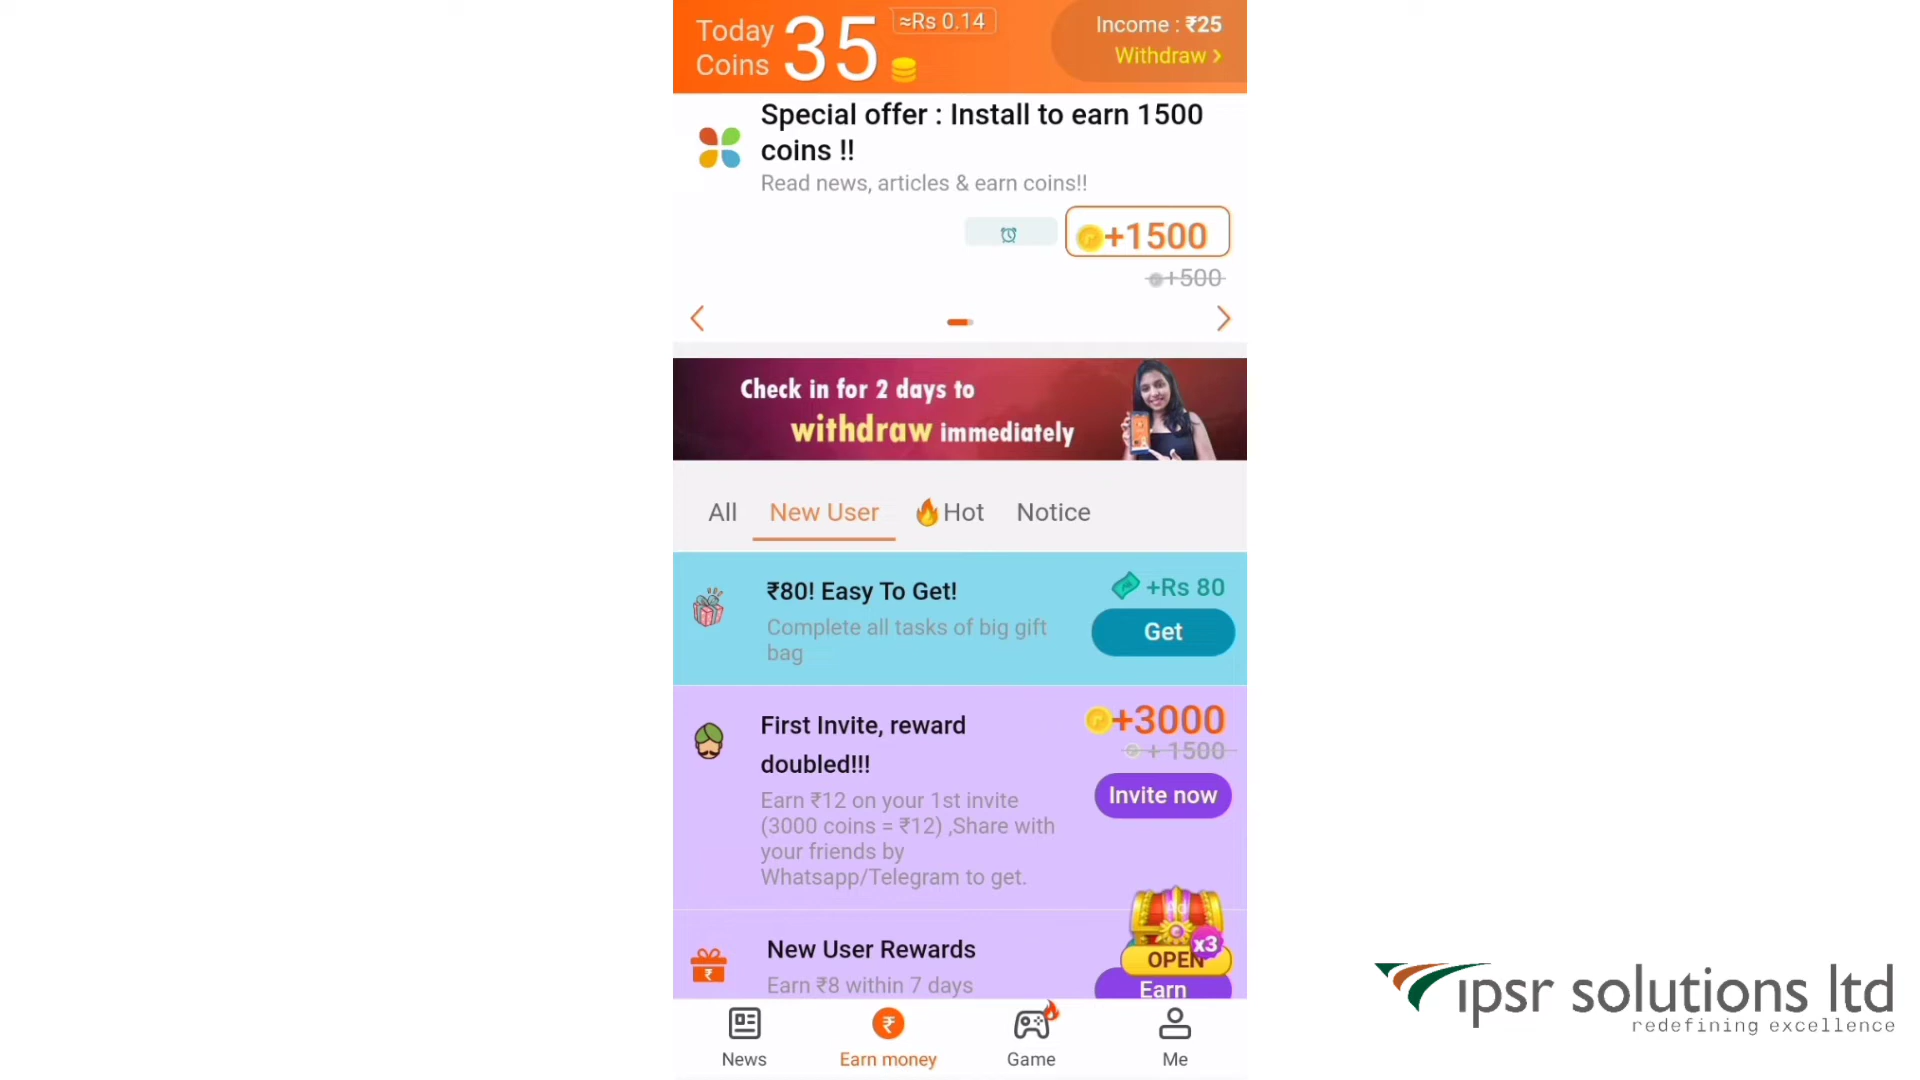 Today Coins 35 ≈Rs 0.14
Income : ₹25
Withdraw >
Special offer : Install to earn 1500
coins !!
Read news, articles & earn coins!!
+1500
+500
Check in for 2 days to
withdraw immediately
All New User Hot Notice
₹80! Easy To Get!
+Rs 80
Complete all tasks of big gift
bag
Get
First Invite, reward
doubled!!!
+3000
+ 1500
Invite now
Earn ₹12 on your 1st invite
(3000 coins = ₹12) ,Share with
your friends by
Whatsapp/Telegram to get.
New User Rewards
Earn ₹8 within 7 days
x3
OPEN
Earn
News Earn money Game Me
ipsr solutions ltd
redefining excellence